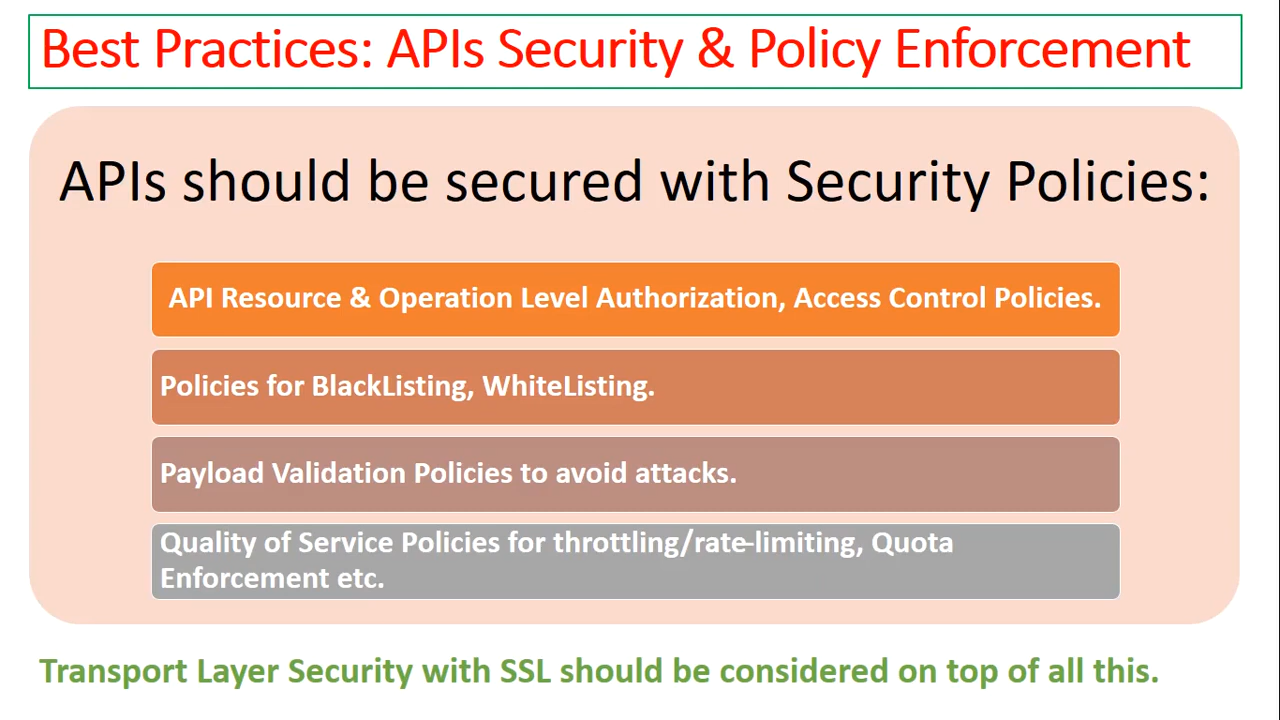 Best Practices: APIs Security & Policy Enforcement
APIs should be secured with Security Policies:
API Resource & Operation Level Authorization, Access Control Policies.
Policies for BlackListing, WhiteListing.
Payload Validation Policies to avoid attacks.
Quality of Service Policies for throttling/rate-limiting, Quota
Enforcement etc.
Transport Layer Security with SSL should be considered on top of all this.